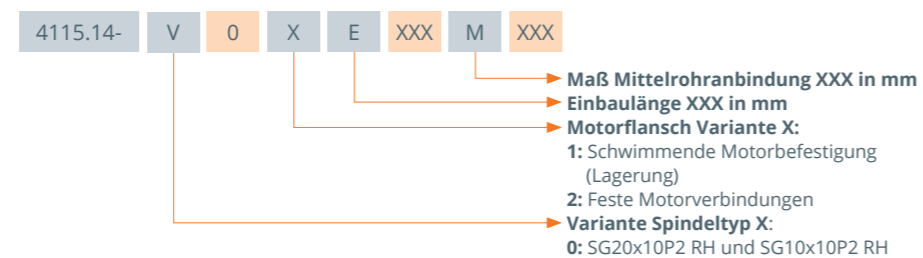 4115.14- V 0 X E XXX M XXX
Maß Mittelrohranbindung XXX in mm
Einbaulänge XXX in mm
Motorflansch Variante X:
1: Schwimmende Motorbefestigung
(Lagerung)
2: Feste Motorverbindungen
Variante Spindeltyp X:
0: SG20x10P2 RH und SG10x10P2 RH